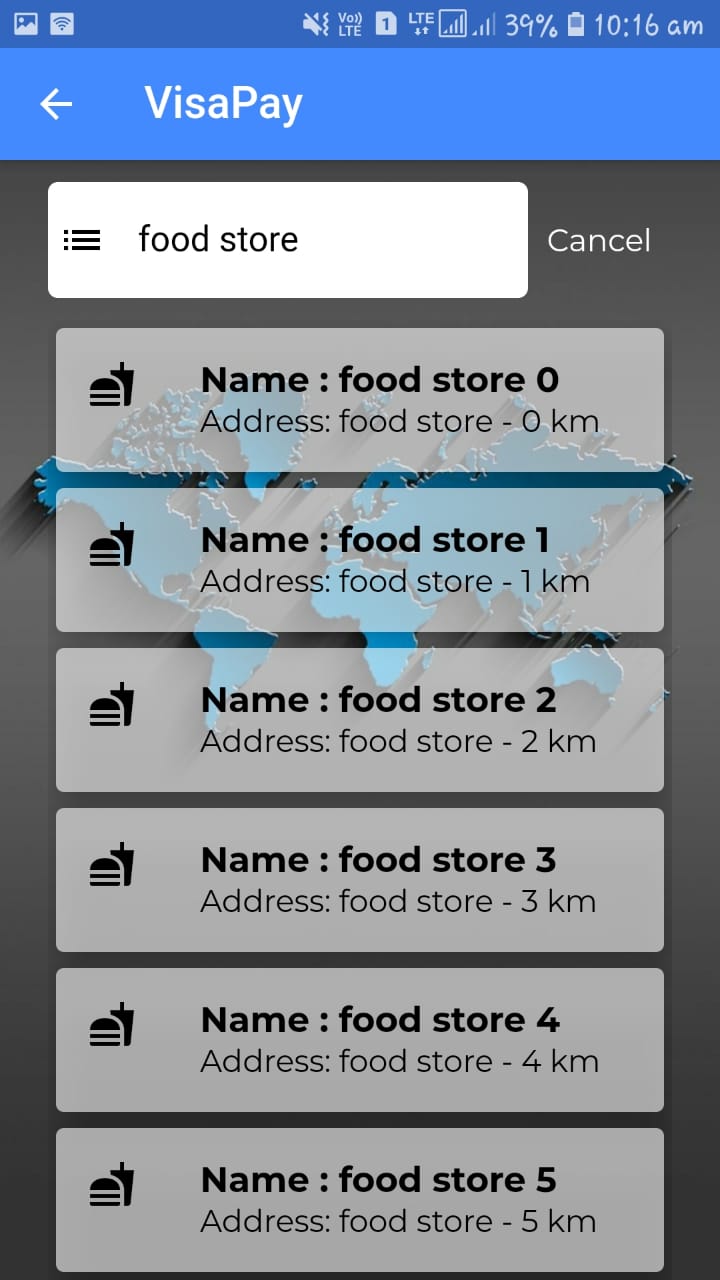 Vo)) LTE 1 LTE 39% 10:16 am
VisaPay
food store
Cancel
Name : food store 0
Address: food store - 0 km
Name : food store 1
Address: food store - 1 km
Name : food store 2
Address: food store - 2 km
Name : food store 3
Address: food store - 3 km
Name : food store 4
Address: food store - 4 km
Name : food store 5
Address: food store - 5 km